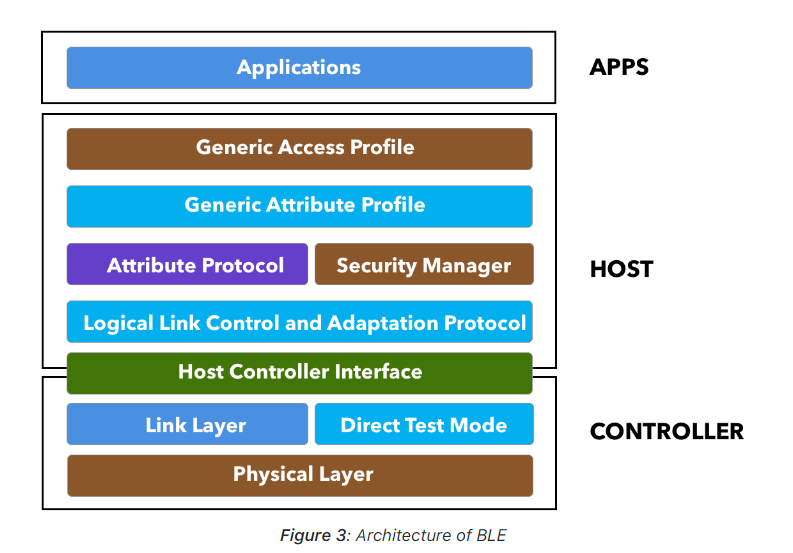 Applications
APPS
Generic Access Profile
Generic Attribute Profile
Attribute Protocol
Security Manager
HOST
Logical Link Control and Adaptation Protocol
Host Controller Interface
Link Layer
Direct Test Mode
CONTROLLER
Physical Layer
Figure 3: Architecture of BLE